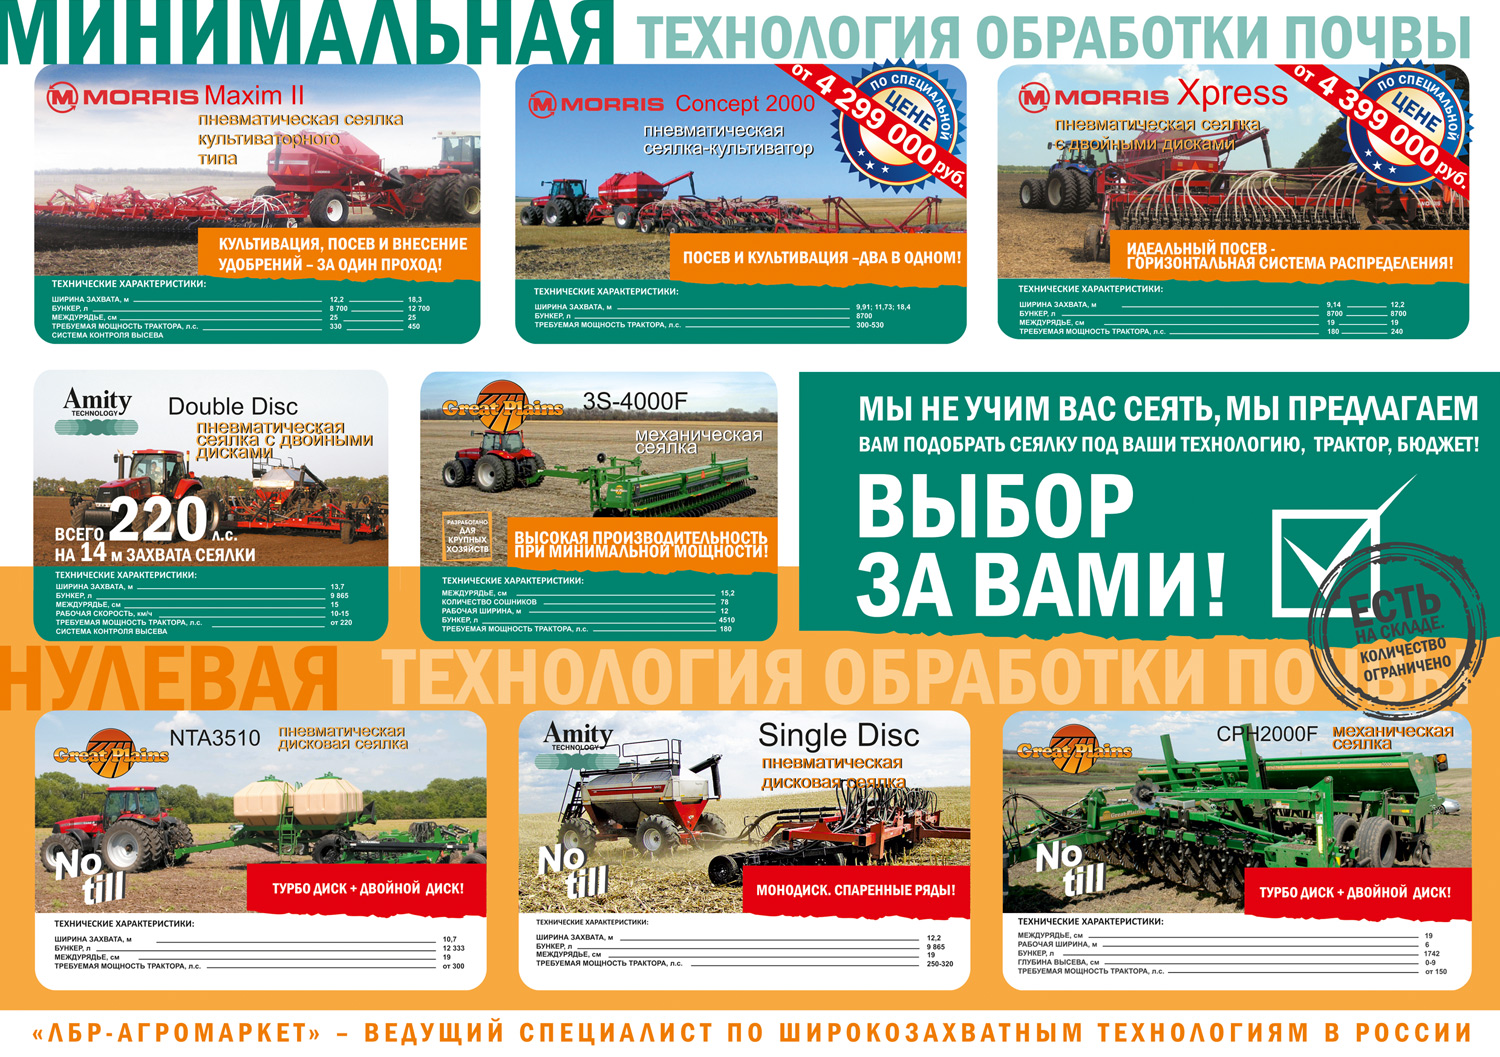 МИНИМАЛЬНАЯ ТЕХНОЛОГИЯ ОБРАБОТКИ ПОЧВЫ
MORRIS Maxim II
пневматическая сеялка
культиваторного
типа
КУЛЬТИВАЦИЯ, ПОСЕВ И ВНЕСЕНИЕ
УДОБРЕНИЙ – ЗА ОДИН ПРОХОД!
ТЕХНИЧЕСКИЕ ХАРАКТЕРИСТИКИ:
ШИРИНА ЗАХВАТА, м 12,2 18,3
БУНКЕР, л 8 700 12 700
МЕЖДУРЯДЬЕ, см 25 25
ТРЕБУЕМАЯ МОЩНОСТЬ ТРАКТОРА, л.с. 330 450
СИСТЕМА КОНТРОЛЯ ВЫСЕВА
MORRIS Concept 2000
пневматическая
сеялка-культиватор
ПО СПЕЦИАЛЬНОЙ
ЦЕНЕ
от 4 299 000 руб.
ПОСЕВ И КУЛЬТИВАЦИЯ –ДВА В ОДНОМ!
ТЕХНИЧЕСКИЕ ХАРАКТЕРИСТИКИ:
ШИРИНА ЗАХВАТА, м 9,91; 11,73; 18,4
БУНКЕР, л 8700
ТРЕБУЕМАЯ МОЩНОСТЬ ТРАКТОРА, л.с. 300-530
MORRIS Xpress
пневматическая сеялка
с двойными дисками
ПО СПЕЦИАЛЬНОЙ
ЦЕНЕ
от 4 399 000 руб.
ИДЕАЛЬНЫЙ ПОСЕВ -
ГОРИЗОНТАЛЬНАЯ СИСТЕМА РАСПРЕДЕЛЕНИЯ!
ТЕХНИЧЕСКИЕ ХАРАКТЕРИСТИКИ:
ШИРИНА ЗАХВАТА, м 9,14 12,2
БУНКЕР, л 8700 8700
МЕЖДУРЯДЬЕ, см 19 19
ТРЕБУЕМАЯ МОЩНОСТЬ ТРАКТОРА, л.с. 180 240
Amity
TECHNOLOGY
Double Disc
пневматическая
сеялка с двойными
дисками
ВСЕГО 220 л.с.
НА 14 м ЗАХВАТА СЕЯЛКИ
ТЕХНИЧЕСКИЕ ХАРАКТЕРИСТИКИ:
ШИРИНА ЗАХВАТА, м 13,7
БУНКЕР, л 9 865
МЕЖДУРЯДЬЕ, см 15
РАБОЧАЯ СКОРОСТЬ, км/ч 10-15
ТРЕБУЕМАЯ МОЩНОСТЬ ТРАКТОРА, л.с. от 220
СИСТЕМА КОНТРОЛЯ ВЫСЕВА
Great Plains
3S-4000F
механическая
сеялка
РАЗРАБОТАНО
ДЛЯ
КРУПНЫХ
ХОЗЯЙСТВ
ВЫСОКАЯ ПРОИЗВОДИТЕЛЬНОСТЬ
ПРИ МИНИМАЛЬНОЙ МОЩНОСТИ!
ТЕХНИЧЕСКИЕ ХАРАКТЕРИСТИКИ:
МЕЖДУРЯДЬЕ, см 15,2
КОЛИЧЕСТВО СОШНИКОВ 78
РАБОЧАЯ ШИРИНА, м 12
БУНКЕР, л 4510
ТРЕБУЕМАЯ МОЩНОСТЬ ТРАКТОРА, л.с. 180
МЫ НЕ УЧИМ ВАС СЕЯТЬ, МЫ ПРЕДЛАГАЕМ
ВАМ ПОДОБРАТЬ СЕЯЛКУ ПОД ВАШИ ТЕХНОЛОГИЮ, ТРАКТОР, БЮДЖЕТ!
ВЫБОР
ЗА ВАМИ!
ЕСТЬ
НА СКЛАДЕ.
КОЛИЧЕСТВО
ОГРАНИЧЕНО
НУЛЕВАЯ ТЕХНОЛОГИЯ ОБРАБОТКИ ПОЧВЫ
Great Plains
NTA3510
пневматическая
дисковая сеялка
No
till
ТУРБО ДИСК + ДВОЙНОЙ ДИСК!
ТЕХНИЧЕСКИЕ ХАРАКТЕРИСТИКИ:
ШИРИНА ЗАХВАТА, м 10,7
БУНКЕР, л 12 333
МЕЖДУРЯДЬЕ, см 19
ТРЕБУЕМАЯ МОЩНОСТЬ ТРАКТОРА, л.с. от 300
Amity
TECHNOLOGY
Single Disc
пневматическая
дисковая сеялка
No
till
МОНОДИСК. СПАРЕННЫЕ РЯДЫ!
ТЕХНИЧЕСКИЕ ХАРАКТЕРИСТИКИ:
ШИРИНА ЗАХВАТА, м 12,2
БУНКЕР, л 9 865
МЕЖДУРЯДЬЕ, см 19
ТРЕБУЕМАЯ МОЩНОСТЬ ТРАКТОРА, л.с. 250-320
Great Plains
CPH2000F
механическая
сеялка
Great Plains
No
till
ТУРБО ДИСК + ДВОЙНОЙ ДИСК!
ТЕХНИЧЕСКИЕ ХАРАКТЕРИСТИКИ:
МЕЖДУРЯДЬЕ, см 19
РАБОЧАЯ ШИРИНА, м 6
БУНКЕР, л 1742
ГЛУБИНА ВЫСЕВА, см 0-9
ТРЕБУЕМАЯ МОЩНОСТЬ ТРАКТОРА, л.с. от 150
«ЛБР-АГРОМАРКЕТ» – ВЕДУЩИЙ СПЕЦИАЛИСТ ПО ШИРОКОЗАХВАТНЫМ ТЕХНОЛОГИЯМ В РОССИИ